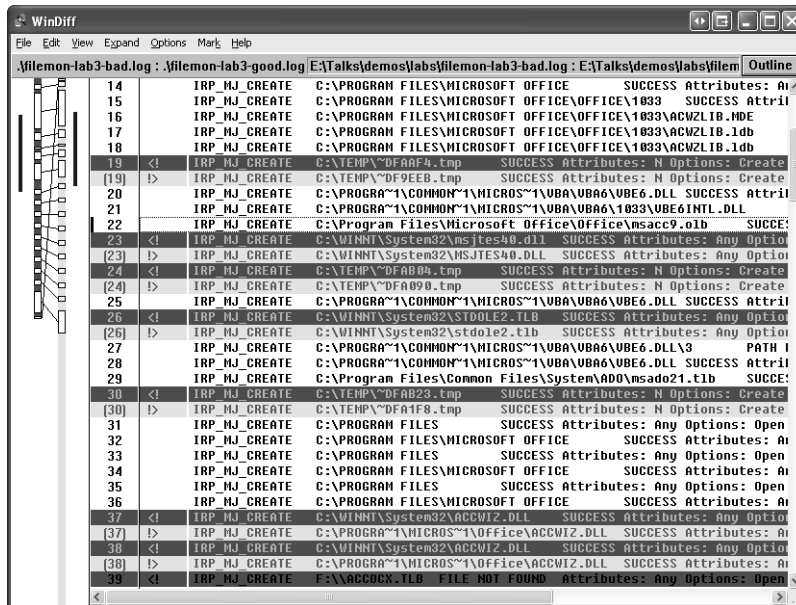 WinDiff
File Edit View Expand Options Mark Help
.\filemon-lab3-bad.log : .\filemon-lab3-good.log E:\Talks\demos\labs\filemon-lab3-bad.log : E:\Talks\demos\labs\filem Outline
14 IRP_MJ_CREATE C:\PROGRAM FILES\MICROSOFT OFFICE SUCCESS Attributes: A
15 IRP_MJ_CREATE C:\PROGRAM FILES\MICROSOFT OFFICE\OFFICE\1033 SUCCESS Attri
16 IRP_MJ_CREATE C:\PROGRAM FILES\MICROSOFT OFFICE\OFFICE\1033\ACWZLIB.MDE
17 IRP_MJ_CREATE C:\PROGRAM FILES\MICROSOFT OFFICE\OFFICE\1033\ACWZLIB.ldb
18 IRP_MJ_CREATE C:\PROGRAM FILES\MICROSOFT OFFICE\OFFICE\1033\ACWZLIB.ldb
19 <! IRP_MJ_CREATE C:\TEMP\~DFAAF4.tmp SUCCESS Attributes: N Options: Create
(19) !> IRP_MJ_CREATE C:\TEMP\~DF9EEB.tmp SUCCESS Attributes: N Options: Create
20 IRP_MJ_CREATE C:\PROGRA~1\COMMON~1\MICROS~1\VBA\VBA6\VBE6.DLL SUCCESS Attri
21 IRP_MJ_CREATE C:\PROGRA~1\COMMON~1\MICROS~1\VBA\VBA6\1033\VBE6INTL.DLL
22 IRP_MJ_CREATE C:\Program Files\Microsoft Office\Office\msacc9.olb SUCCES
23 <! IRP_MJ_CREATE C:\WINNT\System32\msjtes40.dll SUCCESS Attributes: Any Optio
(23) !> IRP_MJ_CREATE C:\WINNT\System32\MSJTES40.DLL SUCCESS Attributes: Any Optio
24 <! IRP_MJ_CREATE C:\TEMP\~DFAB04.tmp SUCCESS Attributes: N Options: Create
(24) !> IRP_MJ_CREATE C:\TEMP\~DFA090.tmp SUCCESS Attributes: N Options: Create
25 IRP_MJ_CREATE C:\PROGRA~1\COMMON~1\MICROS~1\VBA\VBA6\VBE6.DLL SUCCESS Attri
26 <! IRP_MJ_CREATE C:\WINNT\System32\STDOLE2.TLB SUCCESS Attributes: Any Option
(26) !> IRP_MJ_CREATE C:\WINNT\System32\stdole2.tlb SUCCESS Attributes: Any Option
27 IRP_MJ_CREATE C:\PROGRA~1\COMMON~1\MICROS~1\VBA\VBA6\VBE6.DLL\3 PATH
28 IRP_MJ_CREATE C:\PROGRA~1\COMMON~1\MICROS~1\VBA\VBA6\VBE6.DLL SUCCESS Attri
29 IRP_MJ_CREATE C:\Program Files\Common Files\System\ADO\msado21.tlb SUCCES
30 <! IRP_MJ_CREATE C:\TEMP\~DFAB23.tmp SUCCESS Attributes: N Options: Create
(30) !> IRP_MJ_CREATE C:\TEMP\~DFA1F8.tmp SUCCESS Attributes: N Options: Create
31 IRP_MJ_CREATE C:\PROGRAM FILES SUCCESS Attributes: Any Options: Open
32 IRP_MJ_CREATE C:\PROGRAM FILES\MICROSOFT OFFICE SUCCESS Attributes: A
33 IRP_MJ_CREATE C:\PROGRAM FILES SUCCESS Attributes: Any Options: Open
34 IRP_MJ_CREATE C:\PROGRAM FILES\MICROSOFT OFFICE SUCCESS Attributes: A
35 IRP_MJ_CREATE C:\PROGRAM FILES SUCCESS Attributes: Any Options: Open
36 IRP_MJ_CREATE C:\PROGRAM FILES\MICROSOFT OFFICE SUCCESS Attributes: A
37 <! IRP_MJ_CREATE C:\WINNT\System32\ACCWIZ.DLL SUCCESS Attributes: Any Option
(37) !> IRP_MJ_CREATE C:\PROGRA~1\MICROS~1\Office\ACCWIZ.DLL SUCCESS Attributes: A
38 <! IRP_MJ_CREATE C:\WINNT\System32\ACCWIZ.DLL SUCCESS Attributes: Any Option
(38) !> IRP_MJ_CREATE C:\PROGRA~1\MICROS~1\Office\ACCWIZ.DLL SUCCESS Attributes: A
39 <! IRP_MJ_CREATE F:\\ACCOCX.TLB FILE NOT FOUND Attributes: Any Options: Open